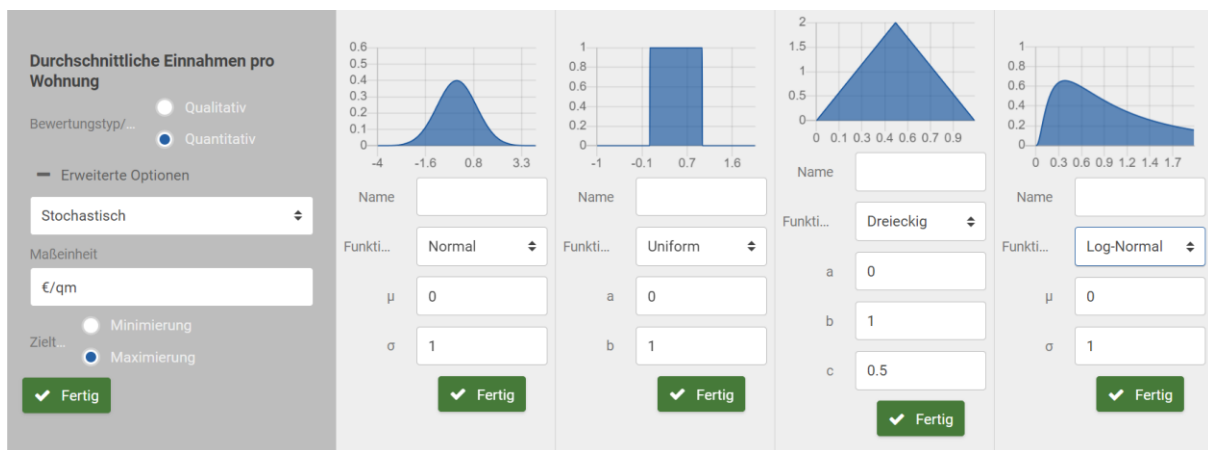 Durchschnittliche Einnahmen pro
Wohnung
Bewertungstyp/...
Qualitativ
Quantitativ
Erweiterte Optionen
Stochastisch
Maßeinheit
€/qm
Zielt...
Minimierung
Maximierung
Fertig
0.6
0.5
0.4
0.3
0.2
0.1
0
-4 -1.6 0.8 3.3
Name
Funkti... Normal
μ 0
σ 1
Fertig
1
0.8
0.6
0.4
0.2
0
-1 -0.1 0.7 1.6
Name
Funkti... Uniform
a 0
b 1
Fertig
2
1.5
1
0.5
0
0 0.1 0.3 0.4 0.6 0.7 0.9
Name
Funkti... Dreieckig
a 0
b 1
c 0.5
Fertig
1
0.8
0.6
0.4
0.2
0
0 0.3 0.6 0.9 1.2 1.4 1.7
Name
Funkti... Log-Normal
μ 0
σ 1
Fertig